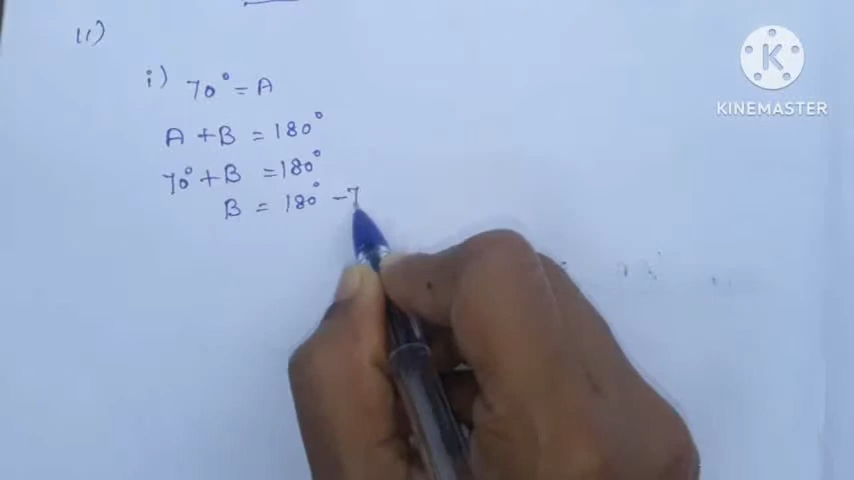 11)
i) 70° = A
A + B = 180°
70° + B = 180°
B = 180° - 7
KINEMASTER